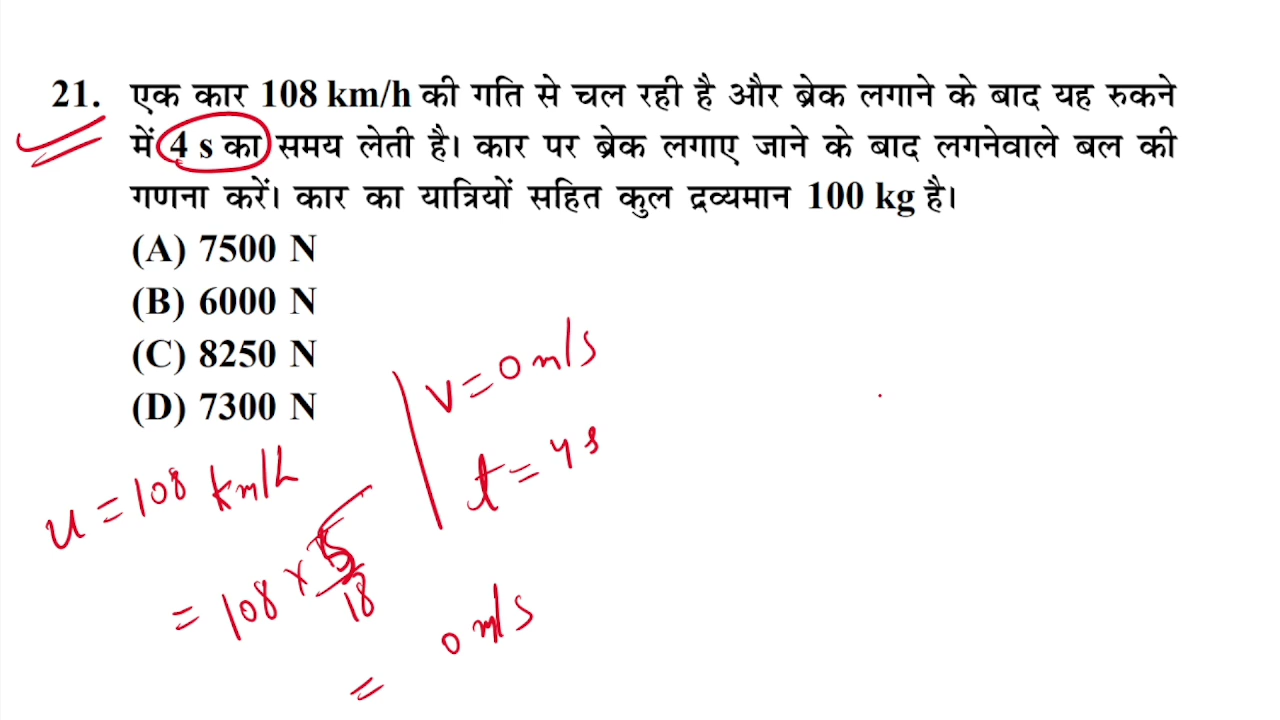 21. एक कार 108 km/h की गति से चल रही है और ब्रेक लगाने के बाद यह रुकने
में 4 s का समय लेती है। कार पर ब्रेक लगाए जाने के बाद लगनेवाले बल की
गणना करें। कार का यात्रियों सहित कुल द्रव्यमान 100 kg है।
(A) 7500 N
(B) 6000 N
(C) 8250 N
(D) 7300 N
u = 108 km/h
= 108 × 5/18
= 0 m/s
v = 0 m/s
t = 4 s